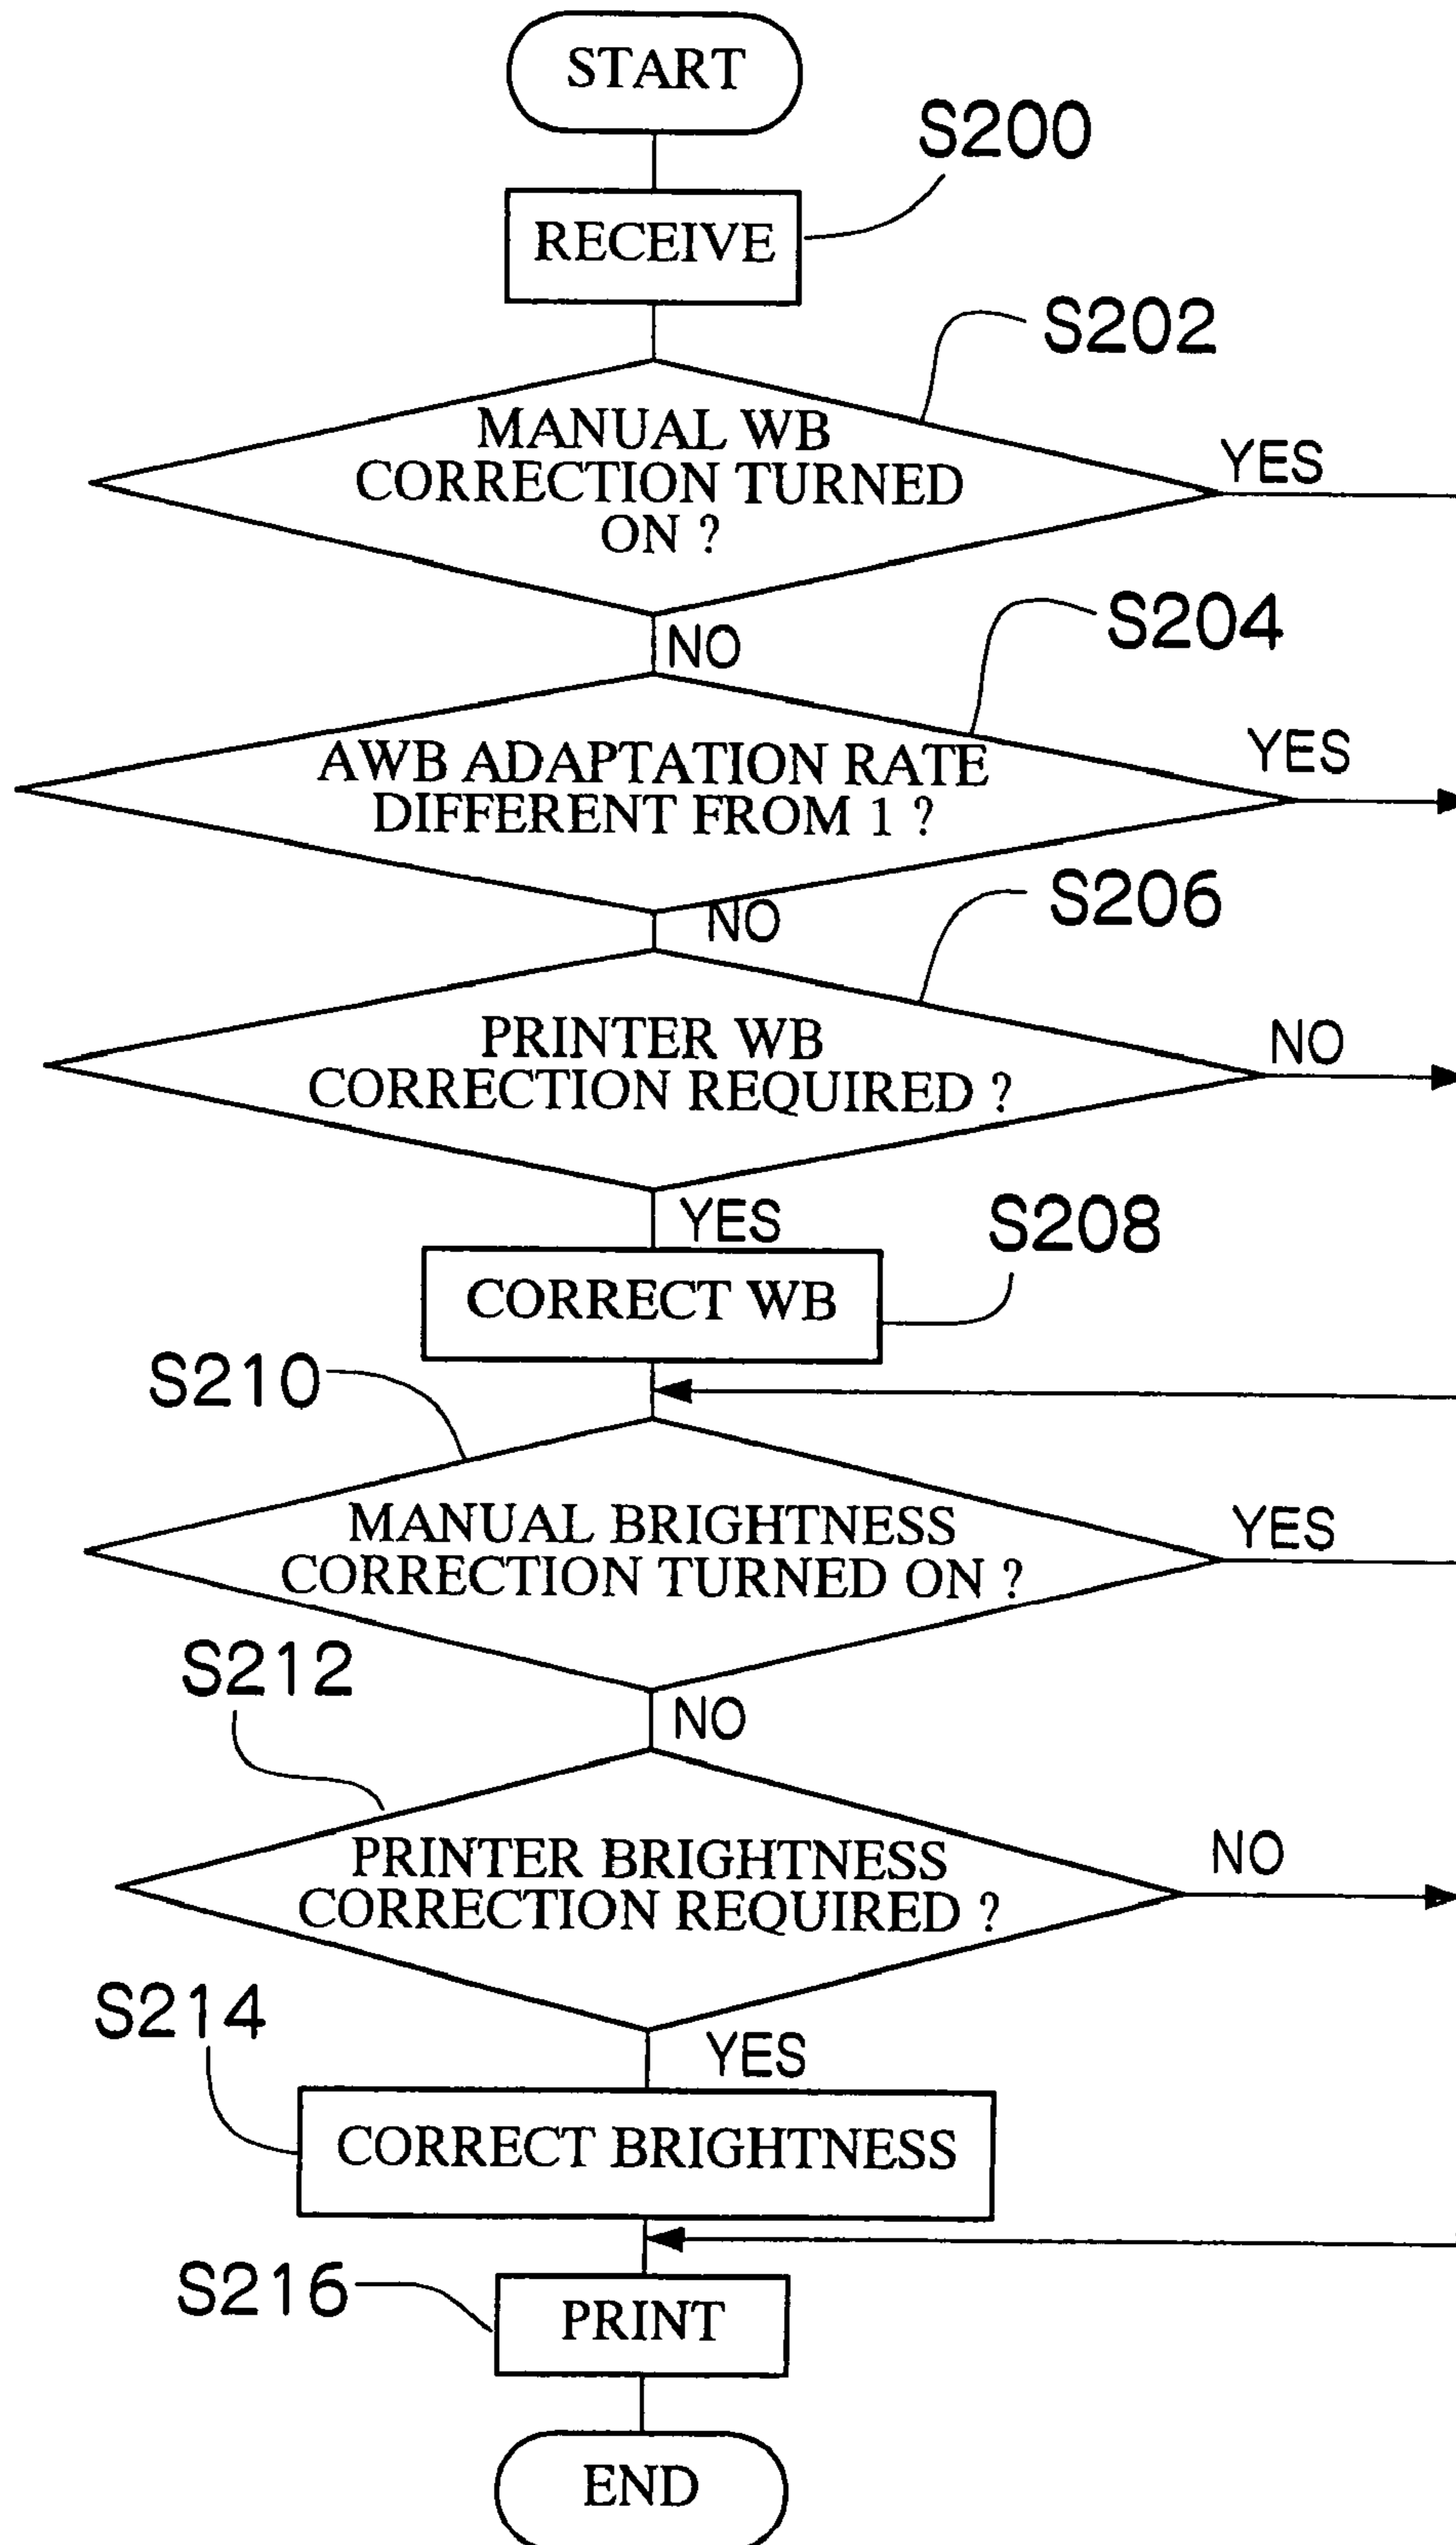 START
S200
RECEIVE
S202
MANUAL WB
CORRECTION TURNED
ON ?
YES
NO
S204
AWB ADAPTATION RATE
DIFFERENT FROM 1 ?
YES
NO
S206
PRINTER WB
CORRECTION REQUIRED ?
NO
YES
S208
CORRECT WB
S210
MANUAL BRIGHTNESS
CORRECTION TURNED ON ?
YES
NO
S212
PRINTER BRIGHTNESS
CORRECTION REQUIRED ?
NO
YES
S214
CORRECT BRIGHTNESS
S216
PRINT
END